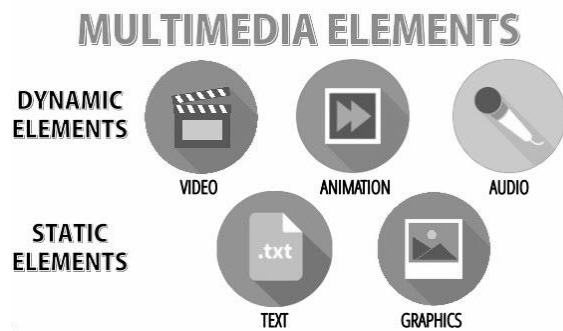 MULTIMEDIA ELEMENTS
DYNAMIC
ELEMENTS
VIDEO
ANIMATION
AUDIO
STATIC
ELEMENTS
.txt
TEXT
GRAPHICS